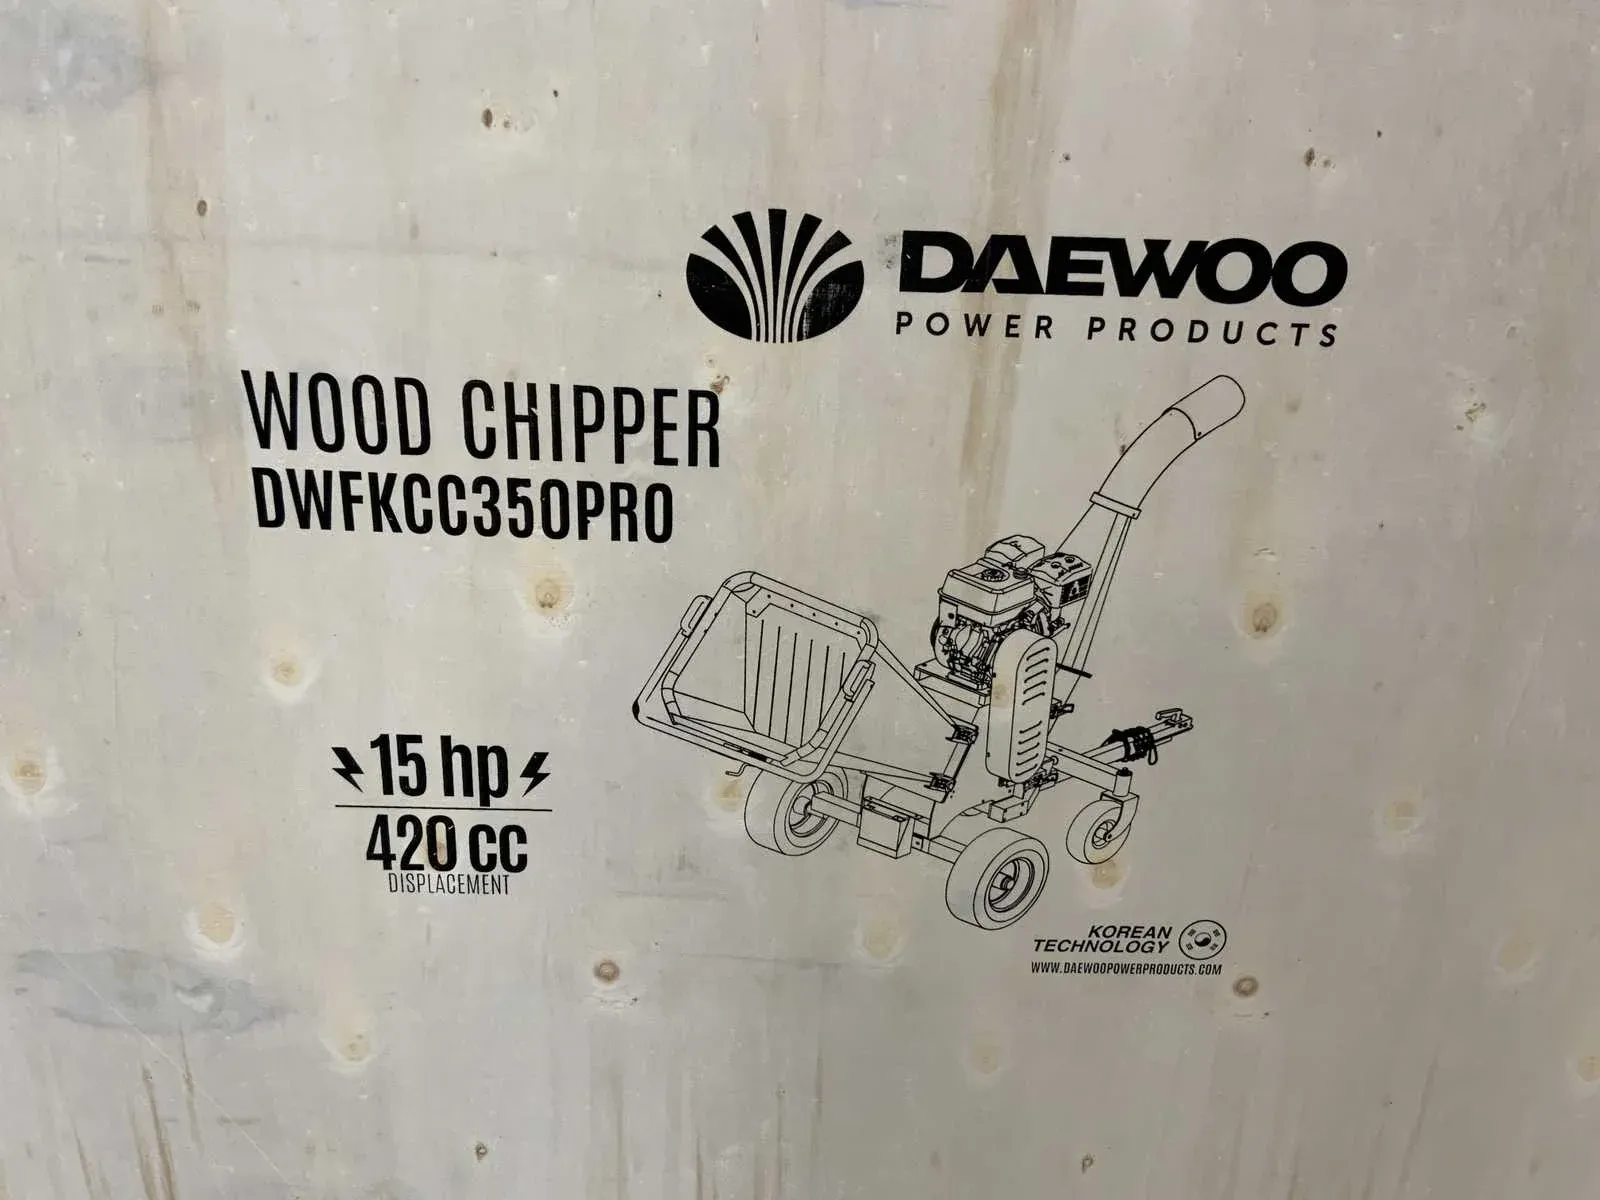 DAEWOO
POWER PRODUCTS
WOOD CHIPPER
DWFKCC350PRO
15 hp
420 CC
DISPLACEMENT
KOREAN
TECHNOLOGY
WWW.DAEWOOPOWERPRODUCTS.COM